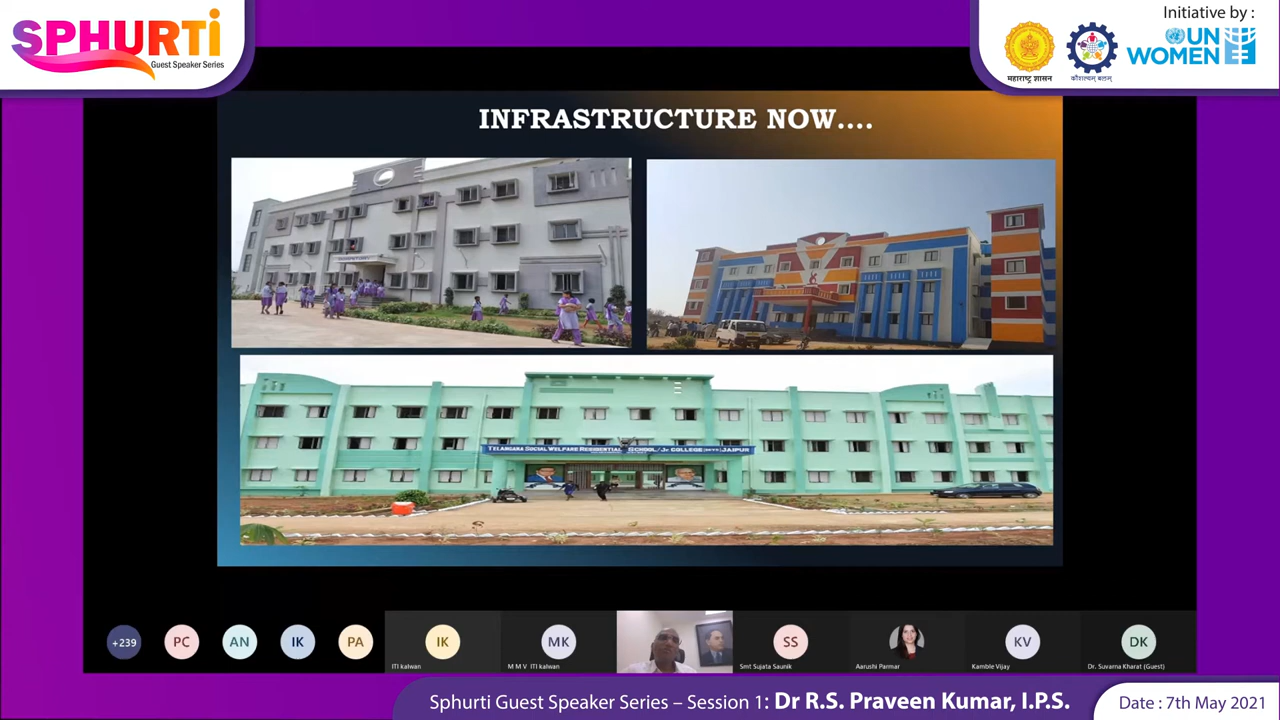 SPHURTI
Guest Speaker Series
Initiative by :
महाराष्ट्र शासन
कौशल्यम् बलम्
UN
WOMEN
INFRASTRUCTURE NOW....
TELANGANA SOCIAL WELFARE RESIDENTIAL SCHOOL/JR COLLEGE JAIPUR
+239
PC
AN
IK
PA
IK
ITI kalwan
MK
M M V ITI kalwan
SS
Smt Sujata Saunik
Aarushi Parmar
KV
Kamble Vijay
DK
Dr. Suvarna Kharat (Guest)
Sphurti Guest Speaker Series – Session 1: Dr R.S. Praveen Kumar, I.P.S.
Date : 7th May 2021